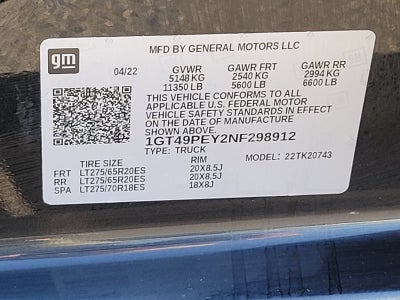 gm
MFD BY GENERAL MOTORS LLC
04/22
GVWR GAWR FRT GAWR RR
5148 KG 2540 KG 2994 KG
11350 LB 5600 LB 6600 LB
THIS VEHICLE CONFORMS TO ALL
APPLICABLE U.S. FEDERAL MOTOR
VEHICLE SAFETY STANDARDS IN EFFECT
ON THE DATE OF MANUFACTURE
SHOWN ABOVE.
1GT49PEY2NF298912
TYPE: TRUCK
MODEL: 22TK20743
TIRE SIZE RIM
FRT LT275/65R20ES 20X8.5J
RR LT275/65R20ES 20X8.5J
SPA LT275/70R18ES 18X8J